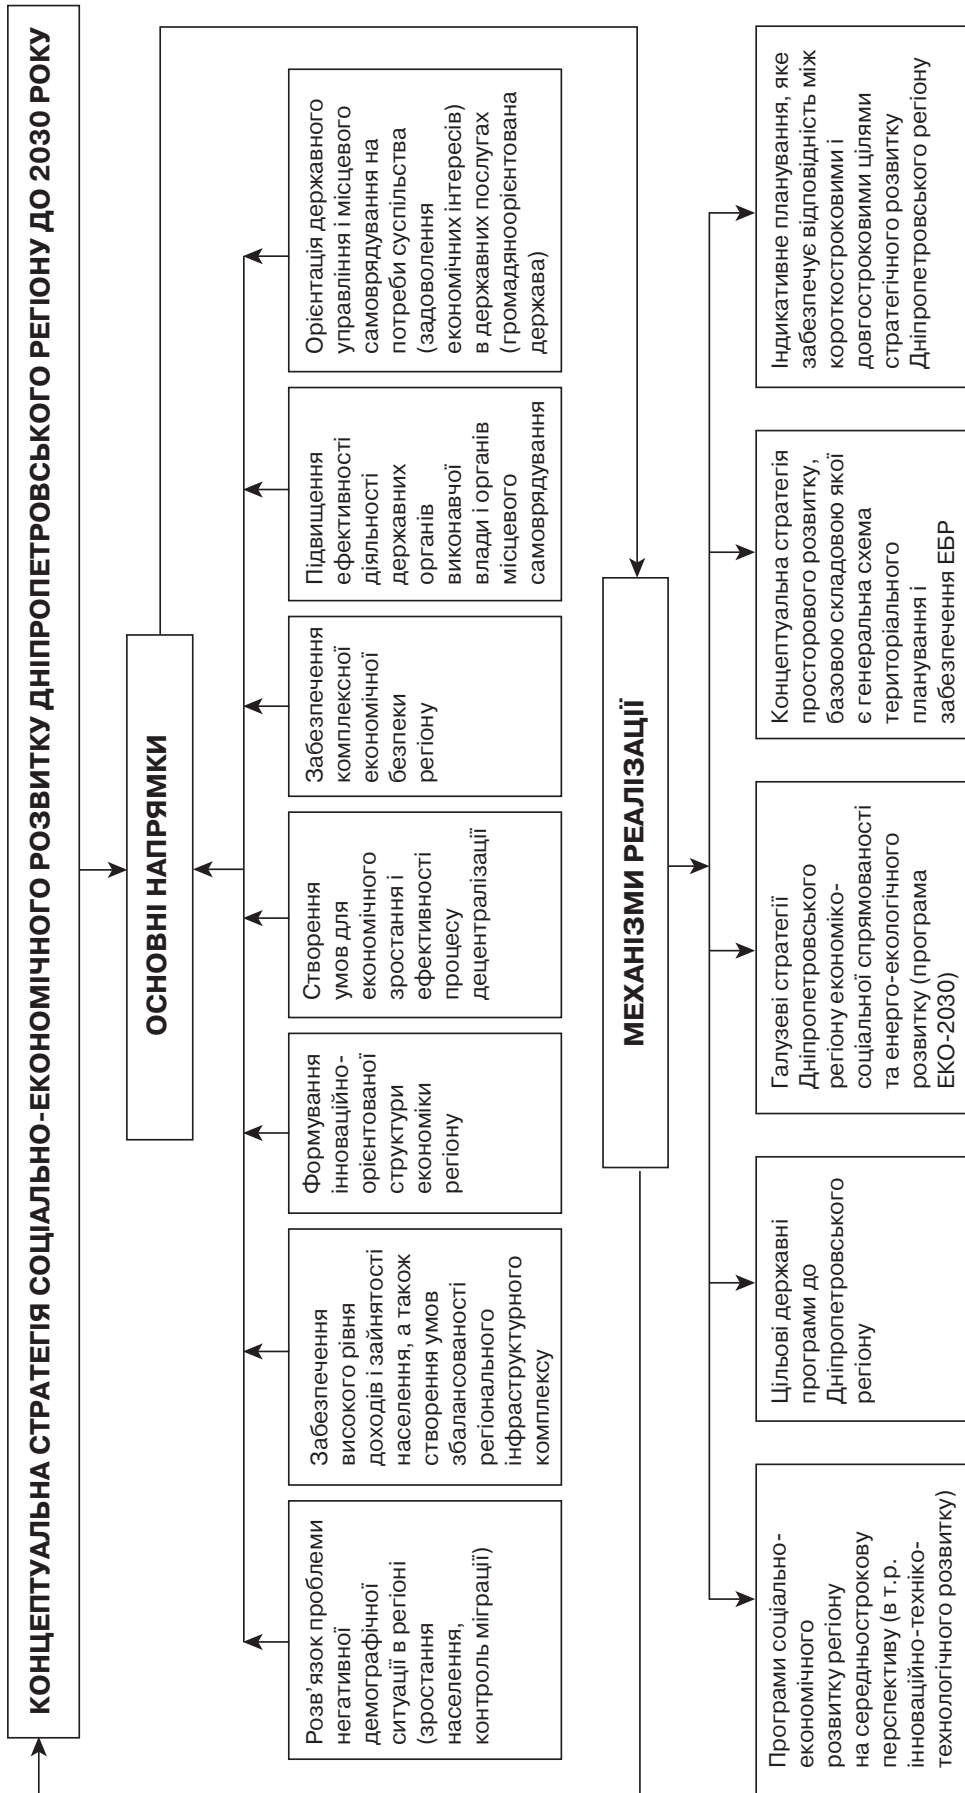 КОНЦЕПТУАЛЬНА СТРАТЕГІЯ СОЦІАЛЬНО-ЕКОНОМІЧНОГО РОЗВИТКУ ДНІПРОПЕТРОВСЬКОГО РЕГІОНУ ДО 2030 РОКУ
ОСНОВНІ НАПРЯМКИ
Розв'язок проблеми
негативної
демографічної
ситуації в регіоні
(зростання
населення,
контроль міграції)
Забезпечення
високого рівня
доходів і зайнятості
населення, а також
створення умов
збалансованості
регіонального
інфраструктурного
комплексу
Формування
інноваційно-
орієнтованої
структури
економіки
регіону
Створення
умов для
економічного
зростання і
ефективності
процесу
децентралізації
Забезпечення
комплексної
економічної
безпеки
регіону
Підвищення
ефективності
діяльності
державних
органів
виконавчої
влади і органів
місцевого
самоврядування
Орієнтація державного
управління і місцевого
самоврядування на
потреби суспільства
(задоволення
економічних інтересів)
в державних послугах
(громадяноорієнтована
держава)
МЕХАНІЗМИ РЕАЛІЗАЦІЇ
Програми соціально-
економічного
розвитку регіону
на середньострокову
перспективу (в т.р.
інноваційно-техніко-
технологічного розвитку)
Цільові державні
програми до
Дніпропетровського
регіону
Галузеві стратегії
Дніпропетровського
регіону економіко-
соціальної спрямованості
та енерго-екологічного
розвитку (програма
ЕКО-2030)
Концептуальна стратегія
просторового розвитку,
базовою складовою якої
є генеральна схема
територіального
планування і
забезпечення ЕБР
Індикативне планування, яке
забезпечує відповідність між
короткостроковими і
довгостроковими цілями
стратегічного розвитку
Дніпропетровського регіону